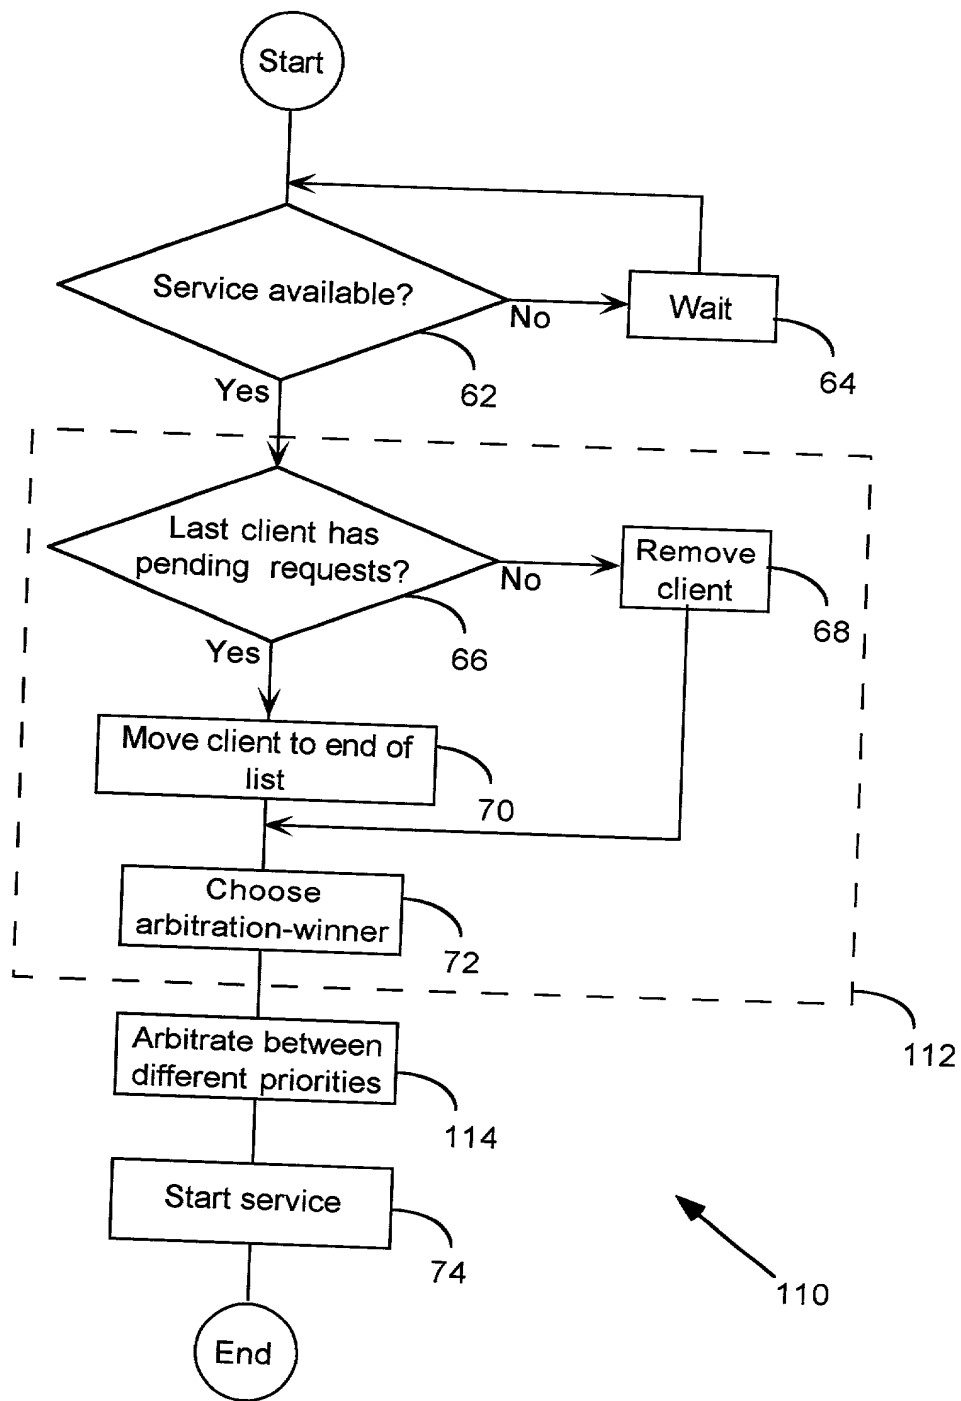 Start
Service available?
No
Wait
64
62
Yes
Last client has
pending requests?
No
Remove
client
68
66
Yes
Move client to end of
list
70
Choose
arbitration-winner
72
112
Arbitrate between
different priorities
114
Start service
74
110
End